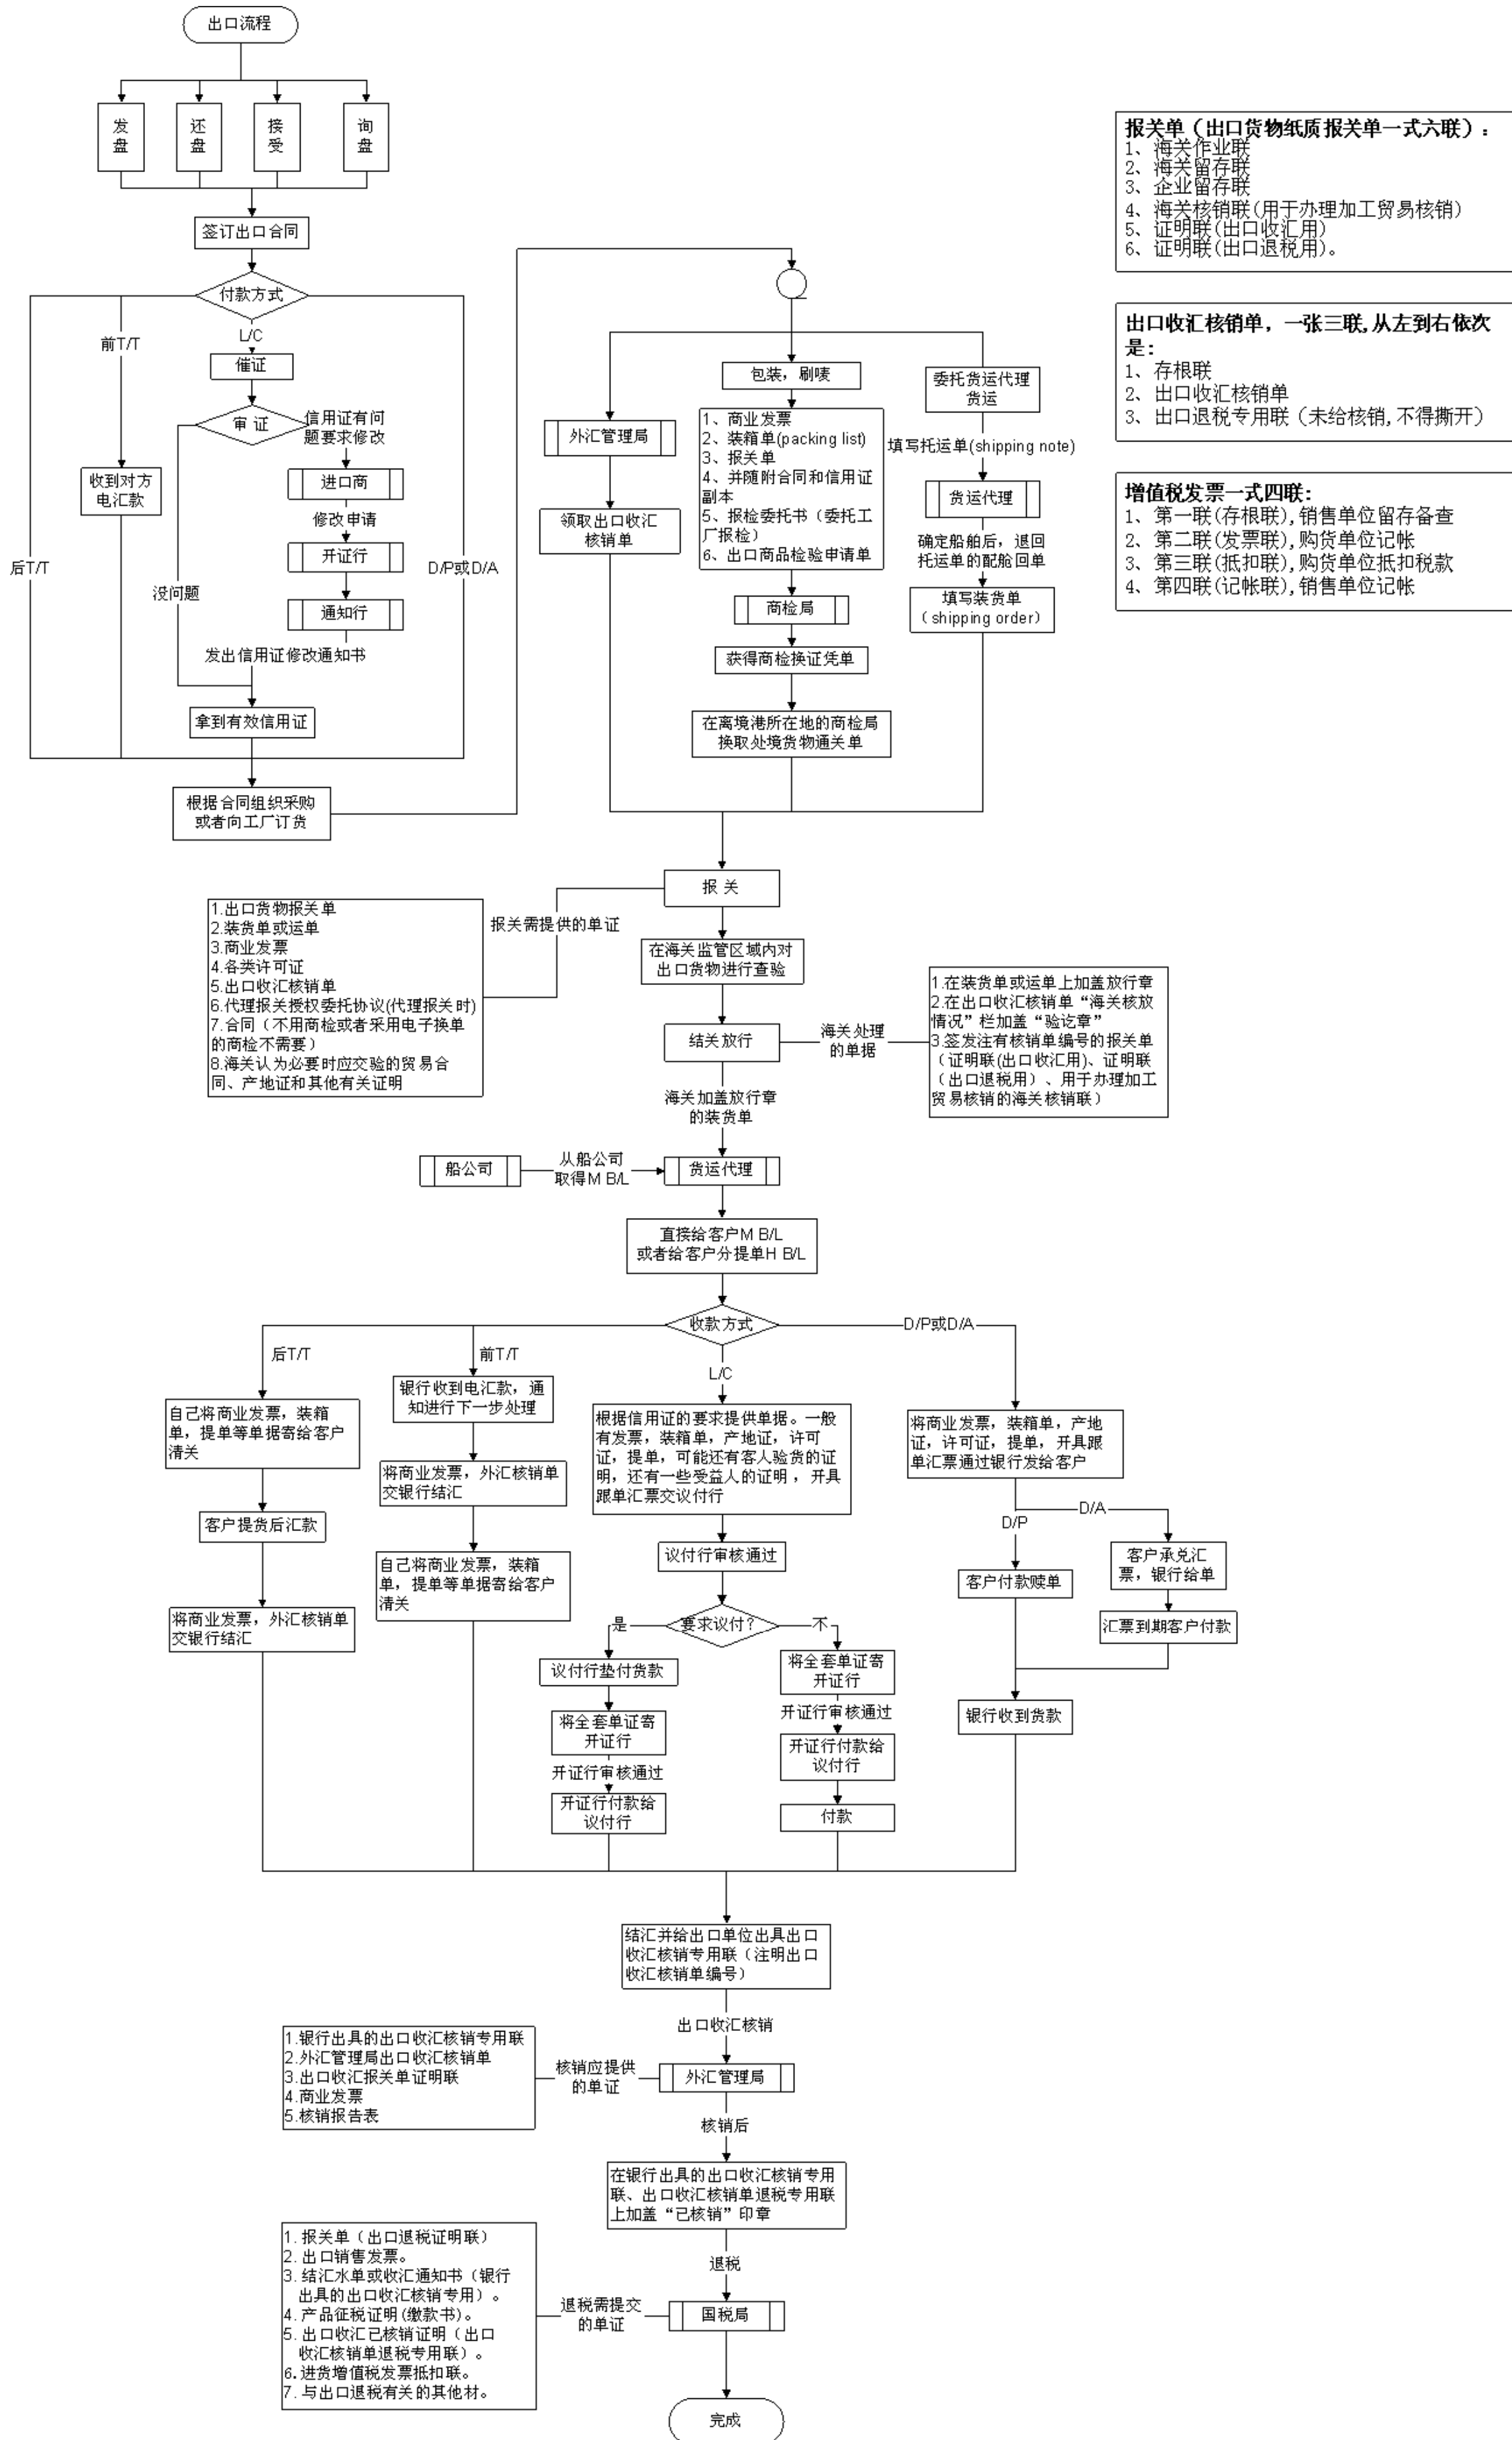 出口流程
发
盘
还
盘
接
受
询
盘
签订出口合同
付款方式
L/C
前T/T
催证
审 证
信用证有问
题要求修改
收到对方
电汇款
进口商
修改申请
开证行
后T/T
D/P或D/A
没问题
通知行
发出信用证修改通知书
拿到有效信用证
根据合同组织采购
或者向工厂订货
外汇管理局
领取出口收汇
核销单
包装，刷唛
1、商业发票
2、装箱单(packing list)
3、报关单
4、并随附合同和信用证
副本
5、报检委托书（委托工
厂报检）
6、出口商品检验申请单
商检局
获得商检换证凭单
在离境港所在地的商检局
换取处境货物通关单
委托货运代理
货运
填写托运单(shipping note)
货运代理
确定船舶后，退回
托运单的配舱回单
填写装货单
（shipping order）
报关单（出口货物纸质报关单一式六联）：
1、海关作业联
2、海关留存联
3、企业留存联
4、海关核销联(用于办理加工贸易核销)
5、证明联(出口收汇用)
6、证明联(出口退税用)。
出口收汇核销单，一张三联,从左到右依次
是：
1、存根联
2、出口收汇核销单
3、出口退税专用联（未给核销,不得撕开）
增值税发票一式四联:
1、第一联(存根联),销售单位留存备查
2、第二联(发票联),购货单位记帐
3、第三联(抵扣联),购货单位抵扣税款
4、第四联(记帐联),销售单位记帐
报 关
报关需提供的单证
1.出口货物报关单
2.装货单或运单
3.商业发票
4.各类许可证
5.出口收汇核销单
6.代理报关授权委托协议(代理报关时)
7.合同（不用商检或者采用电子换单
的商检不需要）
8.海关认为必要时应交验的贸易合
同、产地证和其他有关证明
在海关监管区域内对
出口货物进行查验
结关放行
海关处理
的单据
1.在装货单或运单上加盖放行章
2.在出口收汇核销单“海关核放
情况”栏加盖“验讫章”
3.签发注有核销单编号的报关单
（证明联(出口收汇用)、证明联
（出口退税用）、用于办理加工
贸易核销的海关核销联）
海关加盖放行章
的装货单
船公司
从船公司
取得M B/L
货运代理
直接给客户M B/L
或者给客户分提单H B/L
收款方式
后T/T
前T/T
L/C
D/P或D/A
自己将商业发票，装箱
单，提单等单据寄给客户
清关
客户提货后汇款
将商业发票，外汇核销单
交银行结汇
银行收到电汇款，通
知进行下一步处理
将商业发票，外汇核销单
交银行结汇
自己将商业发票，装箱
单，提单等单据寄给客户
清关
根据信用证的要求提供单据。一般
有发票，装箱单，产地证，许可
证，提单，可能还有客人验货的证
明，还有一些受益人的证明，开具
跟单汇票交议付行
议付行审核通过
要求议付？
是
不
议付行垫付货款
将全套单证寄
开证行
开证行审核通过
开证行付款给
议付行
将全套单证寄
开证行
开证行审核通过
开证行付款给
议付行
付款
将商业发票，装箱单，产地
证，许可证，提单，开具跟
单汇票通过银行发给客户
D/P
D/A
客户付款赎单
客户承兑汇
票，银行给单
汇票到期客户付款
银行收到货款
结汇并给出口单位出具出口
收汇核销专用联（注明出口
收汇核销单编号）
出口收汇核销
外汇管理局
核销应提供
的单证
1.银行出具的出口收汇核销专用联
2.外汇管理局出口收汇核销单
3.出口收汇报关单证明联
4.商业发票
5.核销报告表
核销后
在银行出具的出口收汇核销专用
联、出口收汇核销单退税专用联
上加盖“已核销”印章
退税
国税局
退税需提交
的单证
1. 报关单（出口退税证明联）
2. 出口销售发票。
3. 结汇水单或收汇通知书（银行
出具的出口收汇核销专用）。
4. 产品征税证明(缴款书)。
5. 出口收汇已核销证明（出口
收汇核销单退税专用联）。
6.进货增值税发票抵扣联。
7. 与出口退税有关的其他材。
完成